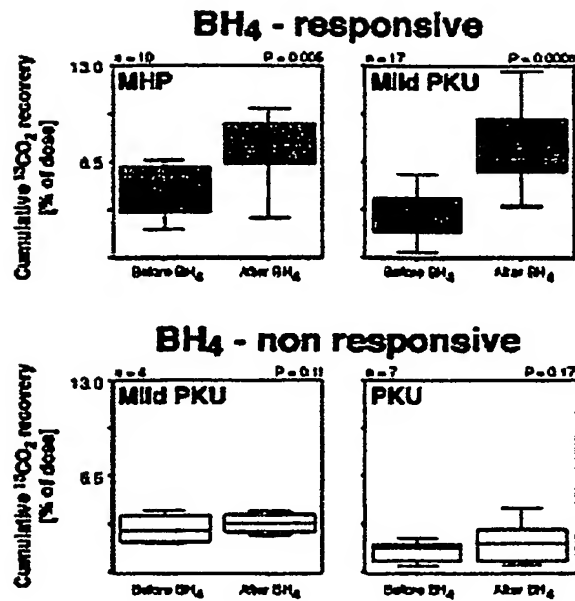 BH4 - responsive
n = 10 P = 0.005
n = 17
MHP
Mild PKU
13.0
6.5
Cumulative 13CO2 recovery
[% of dose]
Before BH4 After BH4
Before BH4 After BH4
BH4 - non responsive
n = 4 P = 0.11
n = 7 P = 0.17
Mild PKU
PKU
13.0
6.5
Cumulative 13CO2 recovery
[% of dose]
Before BH4 After BH4
Before BH4 After BH4